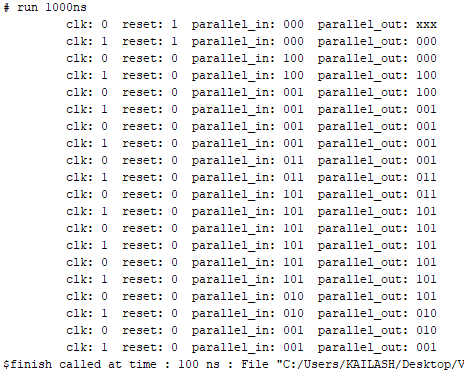 # run 1000ns
clk: 0 reset: 1 parallel_in: 000 parallel_out: xxx
clk: 1 reset: 1 parallel_in: 000 parallel_out: 000
clk: 0 reset: 0 parallel_in: 100 parallel_out: 000
clk: 1 reset: 0 parallel_in: 100 parallel_out: 100
clk: 0 reset: 0 parallel_in: 001 parallel_out: 100
clk: 1 reset: 0 parallel_in: 001 parallel_out: 001
clk: 0 reset: 0 parallel_in: 001 parallel_out: 001
clk: 1 reset: 0 parallel_in: 001 parallel_out: 001
clk: 0 reset: 0 parallel_in: 011 parallel_out: 001
clk: 1 reset: 0 parallel_in: 011 parallel_out: 011
clk: 0 reset: 0 parallel_in: 101 parallel_out: 011
clk: 1 reset: 0 parallel_in: 101 parallel_out: 101
clk: 0 reset: 0 parallel_in: 101 parallel_out: 101
clk: 1 reset: 0 parallel_in: 101 parallel_out: 101
clk: 0 reset: 0 parallel_in: 101 parallel_out: 101
clk: 1 reset: 0 parallel_in: 101 parallel_out: 101
clk: 0 reset: 0 parallel_in: 010 parallel_out: 101
clk: 1 reset: 0 parallel_in: 010 parallel_out: 010
clk: 0 reset: 0 parallel_in: 001 parallel_out: 010
clk: 1 reset: 0 parallel_in: 001 parallel_out: 001
$finish called at time : 100 ns : File "C:/Users/KAILASH/Desktop/V